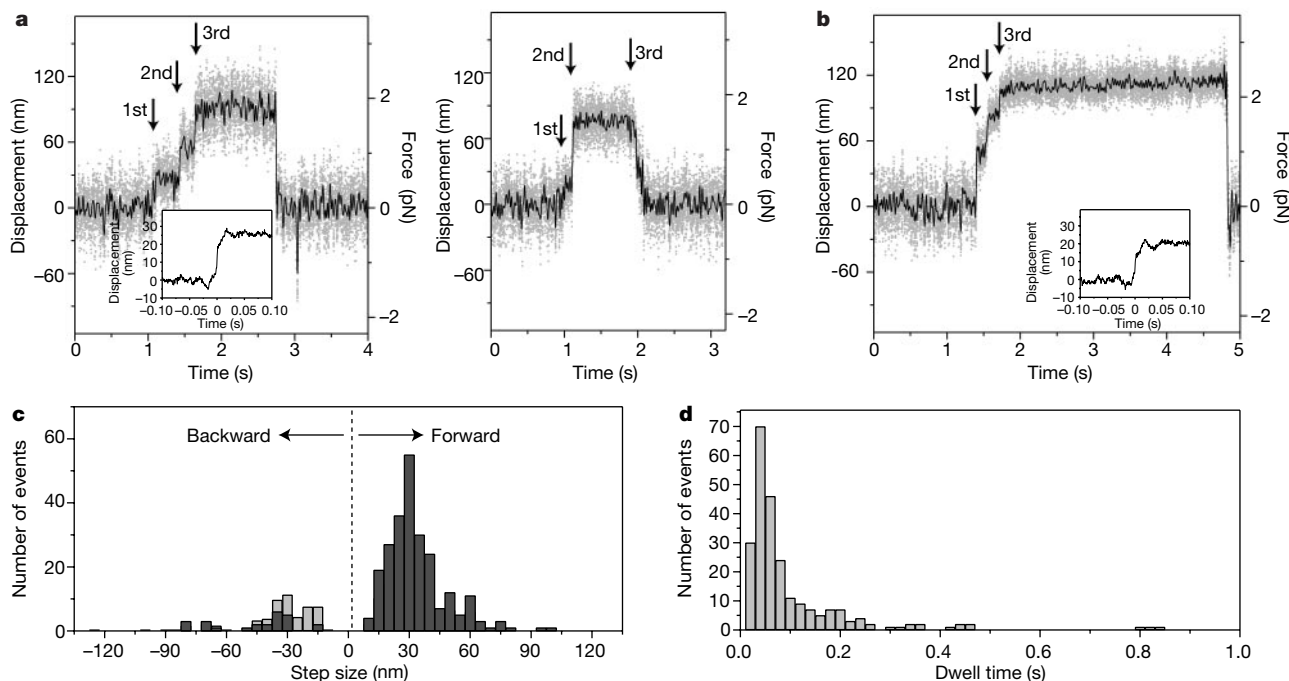 a
Displacement (nm)
120
60
0
−60
1st
2nd
3rd
2
0
−2
Force (pN)
Displacement
(nm)
30
20
10
0
−10
−0.10
−0.05
0
0.05
0.10
Time (s)
0
1
2
3
4
Time (s)
Displacement (nm)
120
60
0
−60
1st
2nd
3rd
2
0
−2
Force (pN)
0
1
2
3
Time (s)
b
Displacement (nm)
120
60
0
−60
1st
2nd
3rd
2
0
−2
Force (pN)
Displacement
(nm)
30
20
10
0
−10
−0.10
−0.05
0
0.05
0.10
Time (s)
0
1
2
3
4
5
Time (s)
c
Number of events
60
40
20
0
Backward
Forward
−120
−90
−60
−30
0
30
60
90
120
Step size (nm)
d
Number of events
70
60
50
40
30
20
10
0
0.0
0.2
0.4
0.6
0.8
1.0
Dwell time (s)